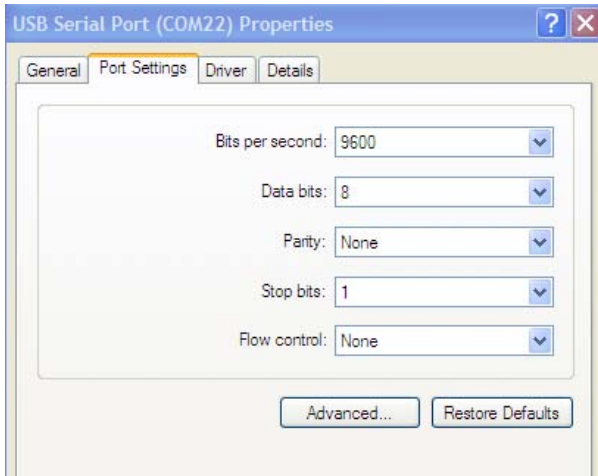 USB Serial Port (COM22) Properties
General Port Settings Driver Details
Bits per second: 9600
Data bits: 8
Parity: None
Stop bits: 1
Flow control: None
Advanced... Restore Defaults